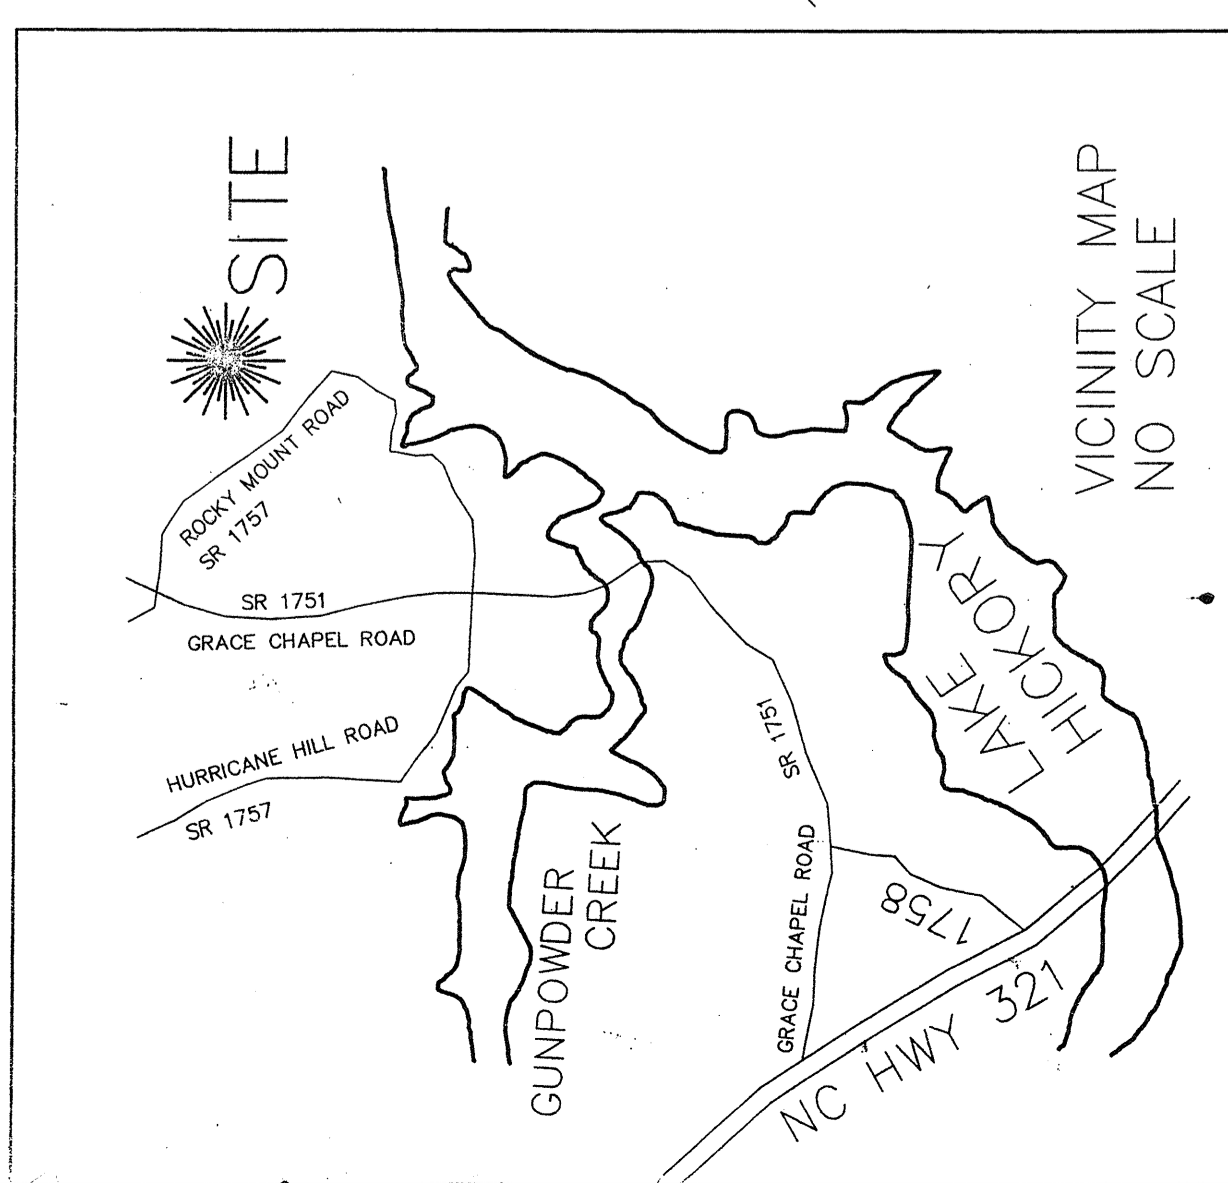 SITE
VICINITY MAP
NO SCALE
ROCKY MOUNT ROAD
SR 1757
SR 1751
GRACE CHAPEL ROAD
HURRICANE HILL ROAD
SR 1757
LAKE
HICKORY
SR 1751
GRACE CHAPEL ROAD
1758
GUNPOWDER
CREEK
NC HWY 321